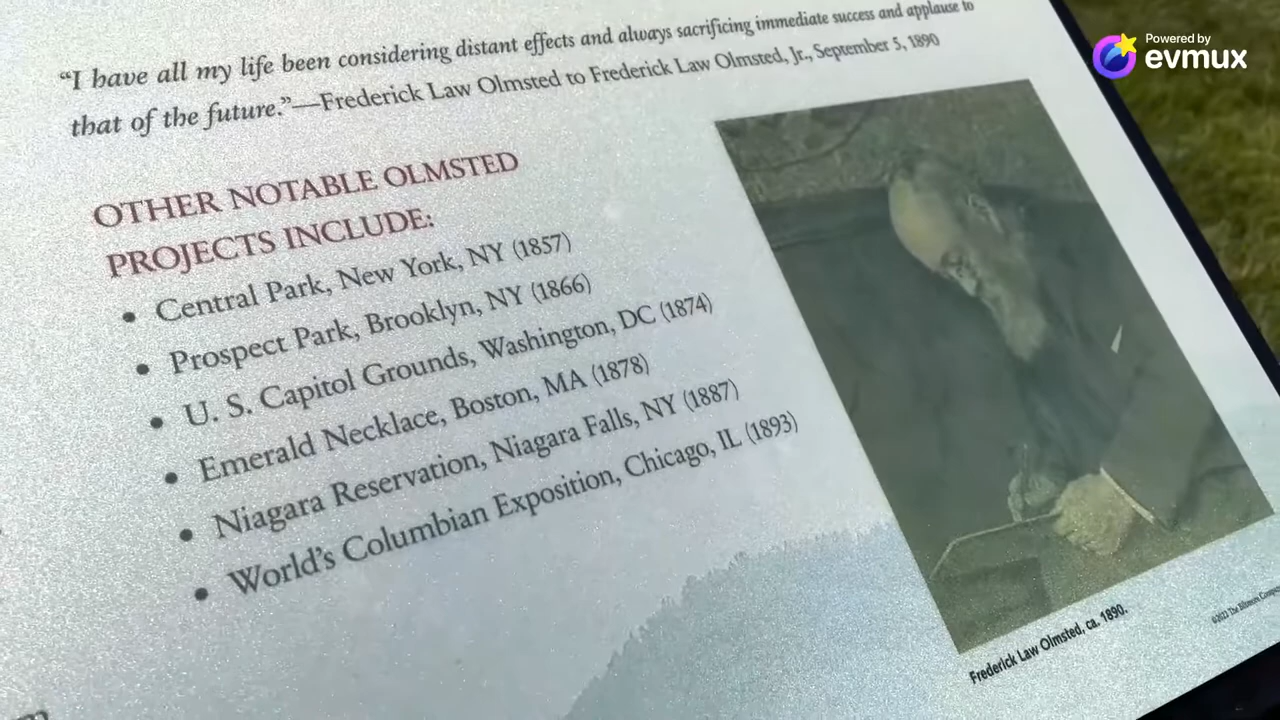 "I have all my life been considering distant effects and always sacrificing immediate success and applause to
that of the future."—Frederick Law Olmsted to Frederick Law Olmsted, Jr., September 5, 1890
OTHER NOTABLE OLMSTED
PROJECTS INCLUDE:
• Central Park, New York, NY (1857)
• Prospect Park, Brooklyn, NY (1866)
• U. S. Capitol Grounds, Washington, DC (1874)
• Emerald Necklace, Boston, MA (1878)
• Niagara Reservation, Niagara Falls, NY (1887)
• World's Columbian Exposition, Chicago, IL (1893)
Frederick Law Olmsted, ca. 1890.
The Biltmore
Powered by
evmux